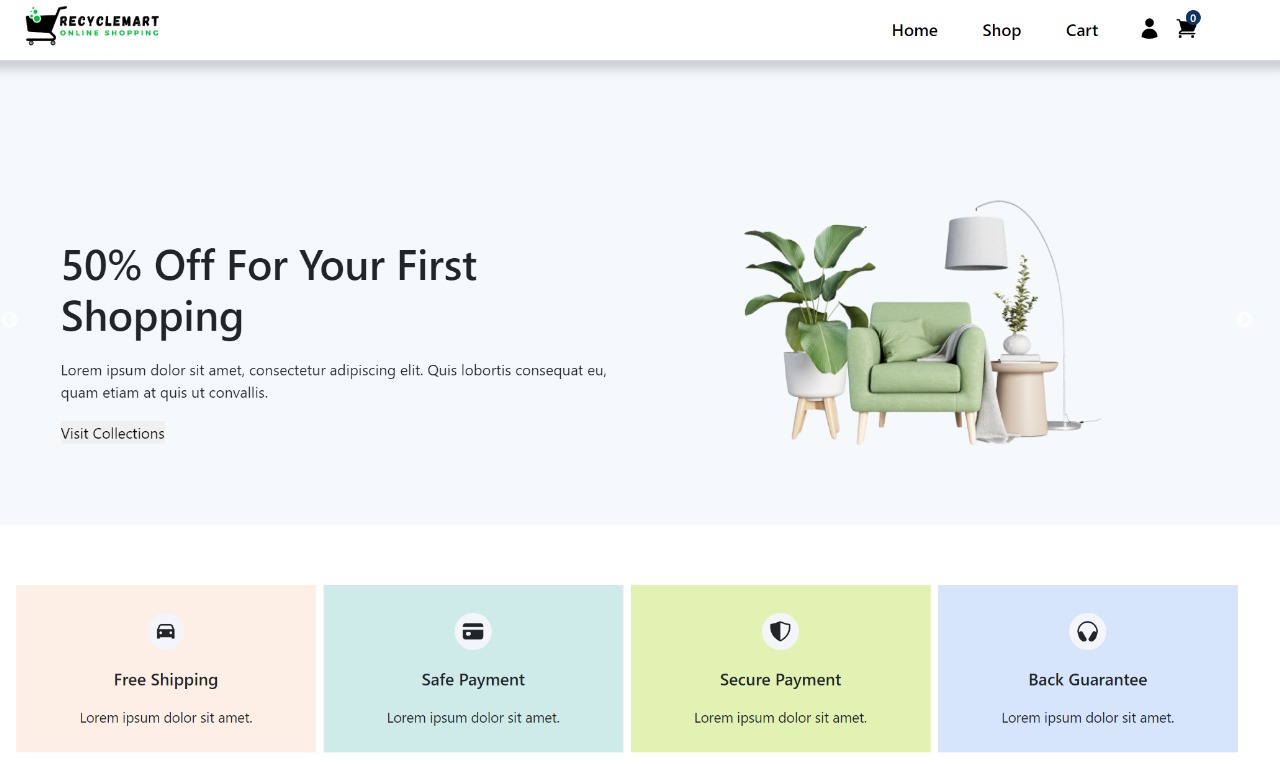 RECYCLEMART
ONLINE SHOPPING
Home Shop Cart 0
50% Off For Your First
Shopping
Lorem ipsum dolor sit amet, consectetur adipiscing elit. Quis lobortis consequat eu,
quam etiam at quis ut convallis.
Visit Collections
Free Shipping
Lorem ipsum dolor sit amet.
Safe Payment
Lorem ipsum dolor sit amet.
Secure Payment
Lorem ipsum dolor sit amet.
Back Guarantee
Lorem ipsum dolor sit amet.